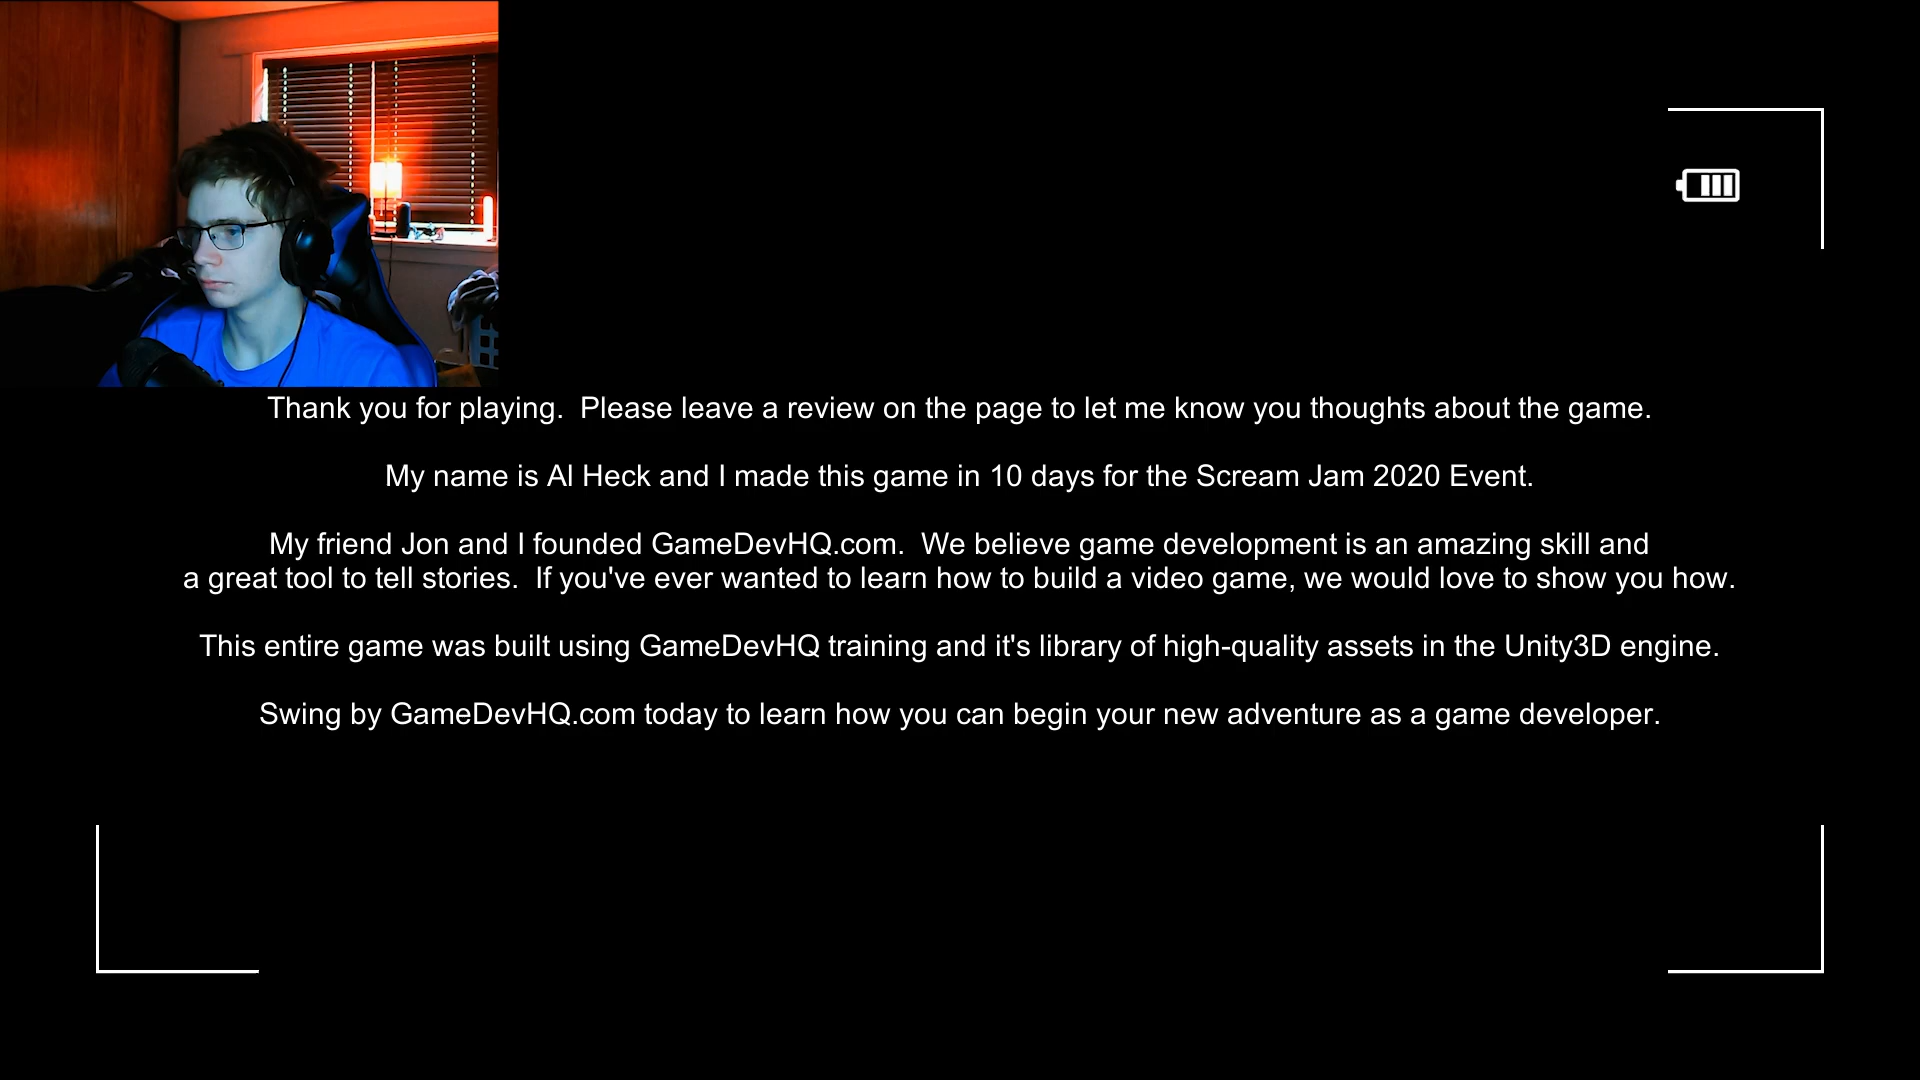 Thank you for playing.  Please leave a review on the page to let me know you thoughts about the game.
My name is Al Heck and I made this game in 10 days for the Scream Jam 2020 Event.
My friend Jon and I founded GameDevHQ.com.  We believe game development is an amazing skill and
a great tool to tell stories.  If you've ever wanted to learn how to build a video game, we would love to show you how.
This entire game was built using GameDevHQ training and it's library of high-quality assets in the Unity3D engine.
Swing by GameDevHQ.com today to learn how you can begin your new adventure as a game developer.